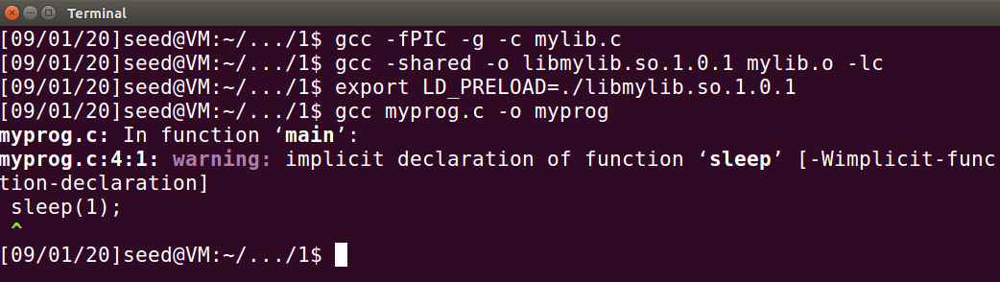 Terminal
[09/01/20]seed@VM:~/.../1$ gcc -fPIC -g -c mylib.c
[09/01/20]seed@VM:~/.../1$ gcc -shared -o libmylib.so.1.0.1 mylib.o -lc
[09/01/20]seed@VM:~/.../1$ export LD_PRELOAD=./libmylib.so.1.0.1
[09/01/20]seed@VM:~/.../1$ gcc myprog.c -o myprog
myprog.c: In function ‘main’:
myprog.c:4:1: warning: implicit declaration of function ‘sleep’ [-Wimplicit-func
tion-declaration]
 sleep(1);
 ^
[09/01/20]seed@VM:~/.../1$